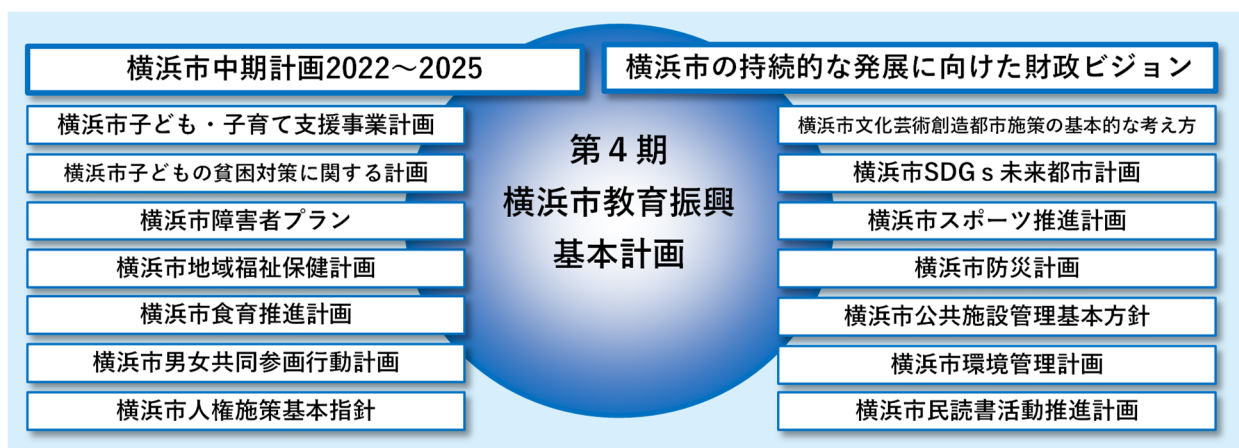 横浜市中期計画2022～2025
横浜市の持続的な発展に向けた財政ビジョン
横浜市子ども・子育て支援事業計画
横浜市子どもの貧困対策に関する計画
横浜市障害者プラン
横浜市地域福祉保健計画
横浜市食育推進計画
横浜市男女共同参画行動計画
横浜市人権施策基本指針
第４期
横浜市教育振興
基本計画
横浜市文化芸術創造都市施策の基本的な考え方
横浜市SDGｓ未来都市計画
横浜市スポーツ推進計画
横浜市防災計画
横浜市公共施設管理基本方針
横浜市環境管理計画
横浜市民読書活動推進計画